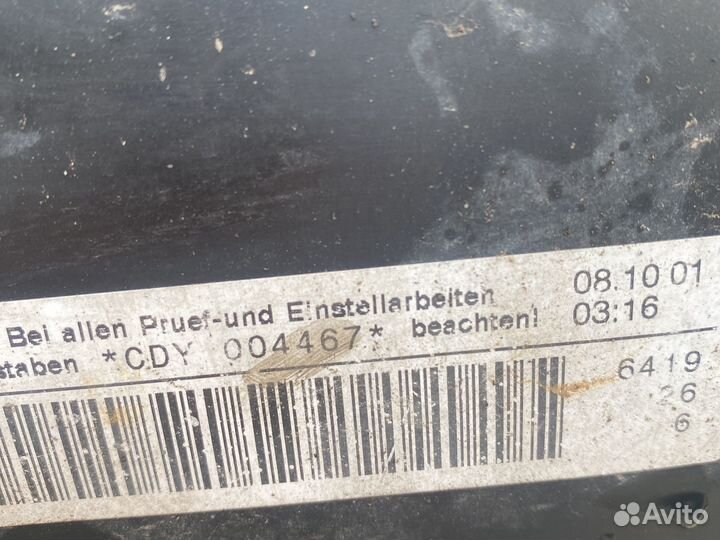 Bei allen Pruef-und Einstellarbeiten 08.10 01
staben *CDY 004467* beachten! 03:16
6419
26
6
Avito